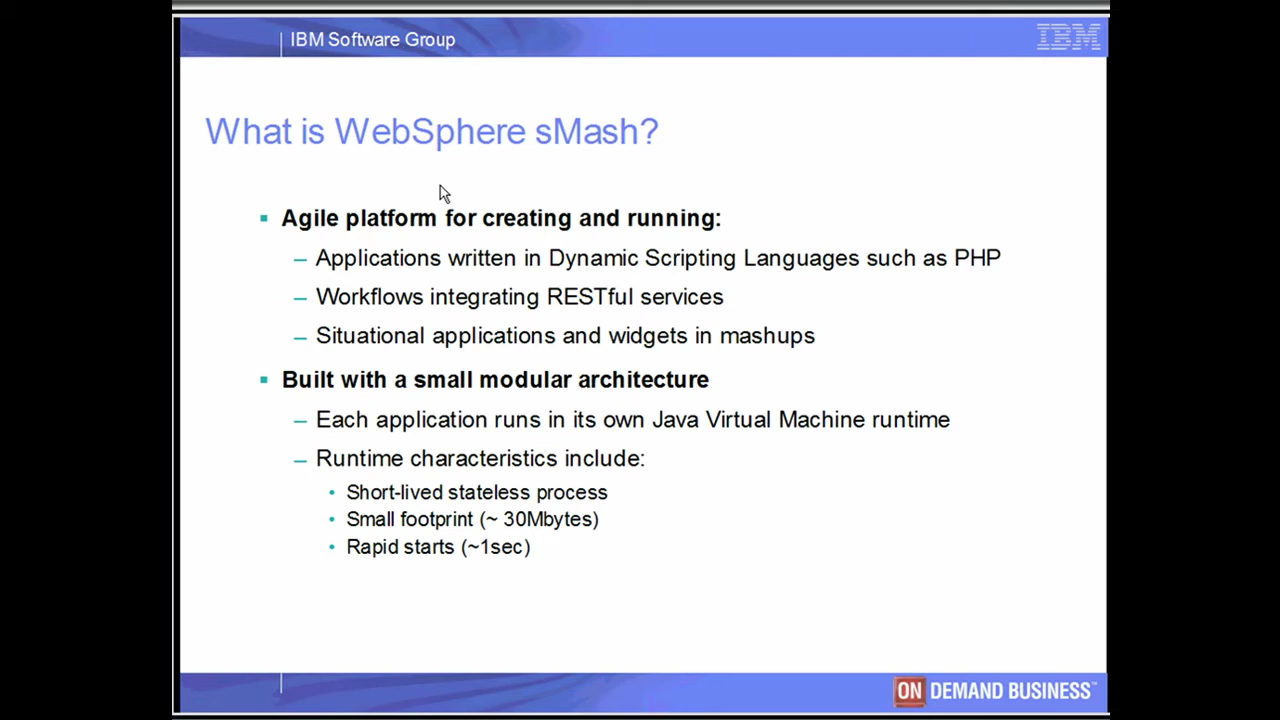 IBM Software Group
IBM
What is WebSphere sMash?
▪ Agile platform for creating and running:
– Applications written in Dynamic Scripting Languages such as PHP
– Workflows integrating RESTful services
– Situational applications and widgets in mashups
▪ Built with a small modular architecture
– Each application runs in its own Java Virtual Machine runtime
– Runtime characteristics include:
• Short-lived stateless process
• Small footprint (~ 30Mbytes)
• Rapid starts (~1sec)
ON DEMAND BUSINESS™